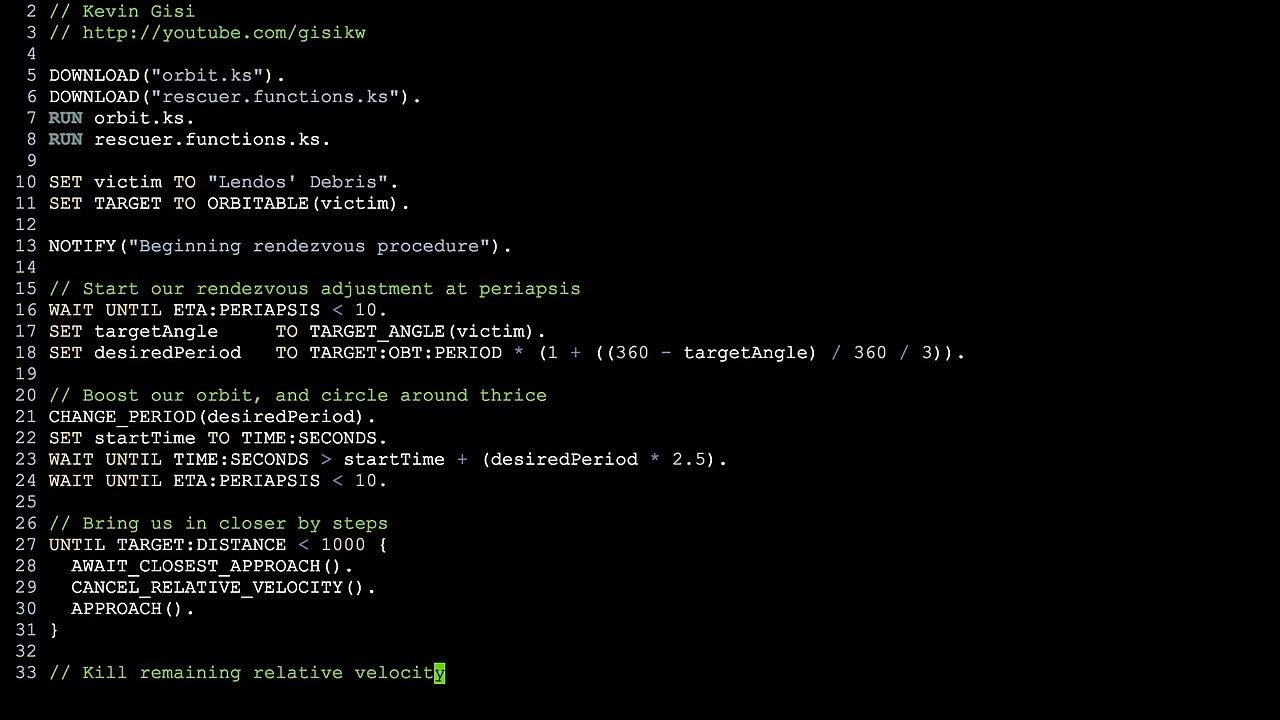 2 // Kevin Gisi
3 // http://youtube.com/gisikw
4
5 DOWNLOAD("orbit.ks").
6 DOWNLOAD("rescuer.functions.ks").
7 RUN orbit.ks.
8 RUN rescuer.functions.ks.
9
10 SET victim TO "Lendos' Debris".
11 SET TARGET TO ORBITABLE(victim).
12
13 NOTIFY("Beginning rendezvous procedure").
14
15 // Start our rendezvous adjustment at periapsis
16 WAIT UNTIL ETA:PERIAPSIS < 10.
17 SET targetAngle     TO TARGET_ANGLE(victim).
18 SET desiredPeriod   TO TARGET:OBT:PERIOD * (1 + ((360 - targetAngle) / 360 / 3)).
19
20 // Boost our orbit, and circle around thrice
21 CHANGE_PERIOD(desiredPeriod).
22 SET startTime TO TIME:SECONDS.
23 WAIT UNTIL TIME:SECONDS > startTime + (desiredPeriod * 2.5).
24 WAIT UNTIL ETA:PERIAPSIS < 10.
25
26 // Bring us in closer by steps
27 UNTIL TARGET:DISTANCE < 1000 {
28   AWAIT_CLOSEST_APPROACH().
29   CANCEL_RELATIVE_VELOCITY().
30   APPROACH().
31 }
32
33 // Kill remaining relative velocity